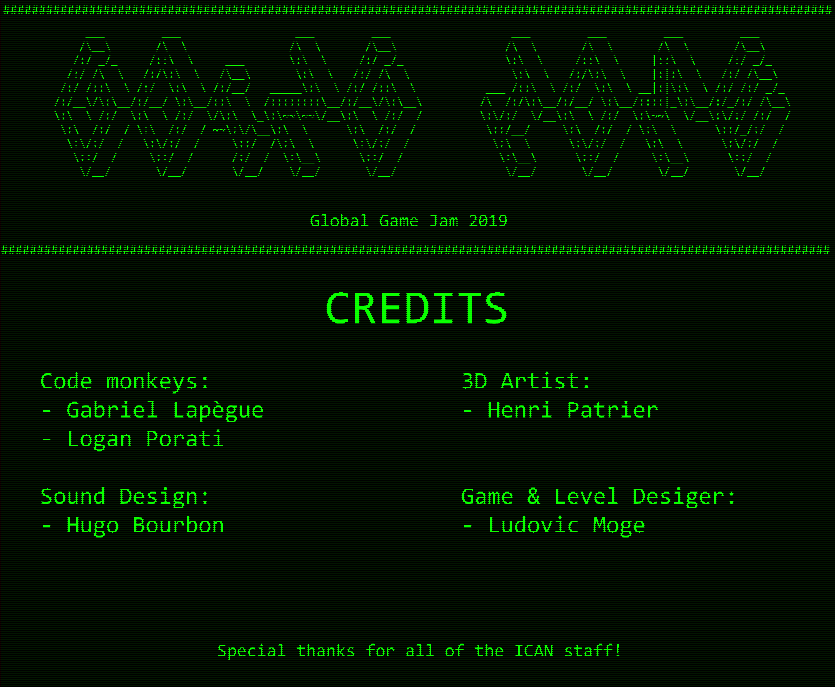 Global Game Jam 2019
CREDITS
Code monkeys:
- Gabriel Lapègue
- Logan Porati
3D Artist:
- Henri Patrier
Sound Design:
- Hugo Bourbon
Game & Level Desiger:
- Ludovic Moge
Special thanks for all of the ICAN staff!